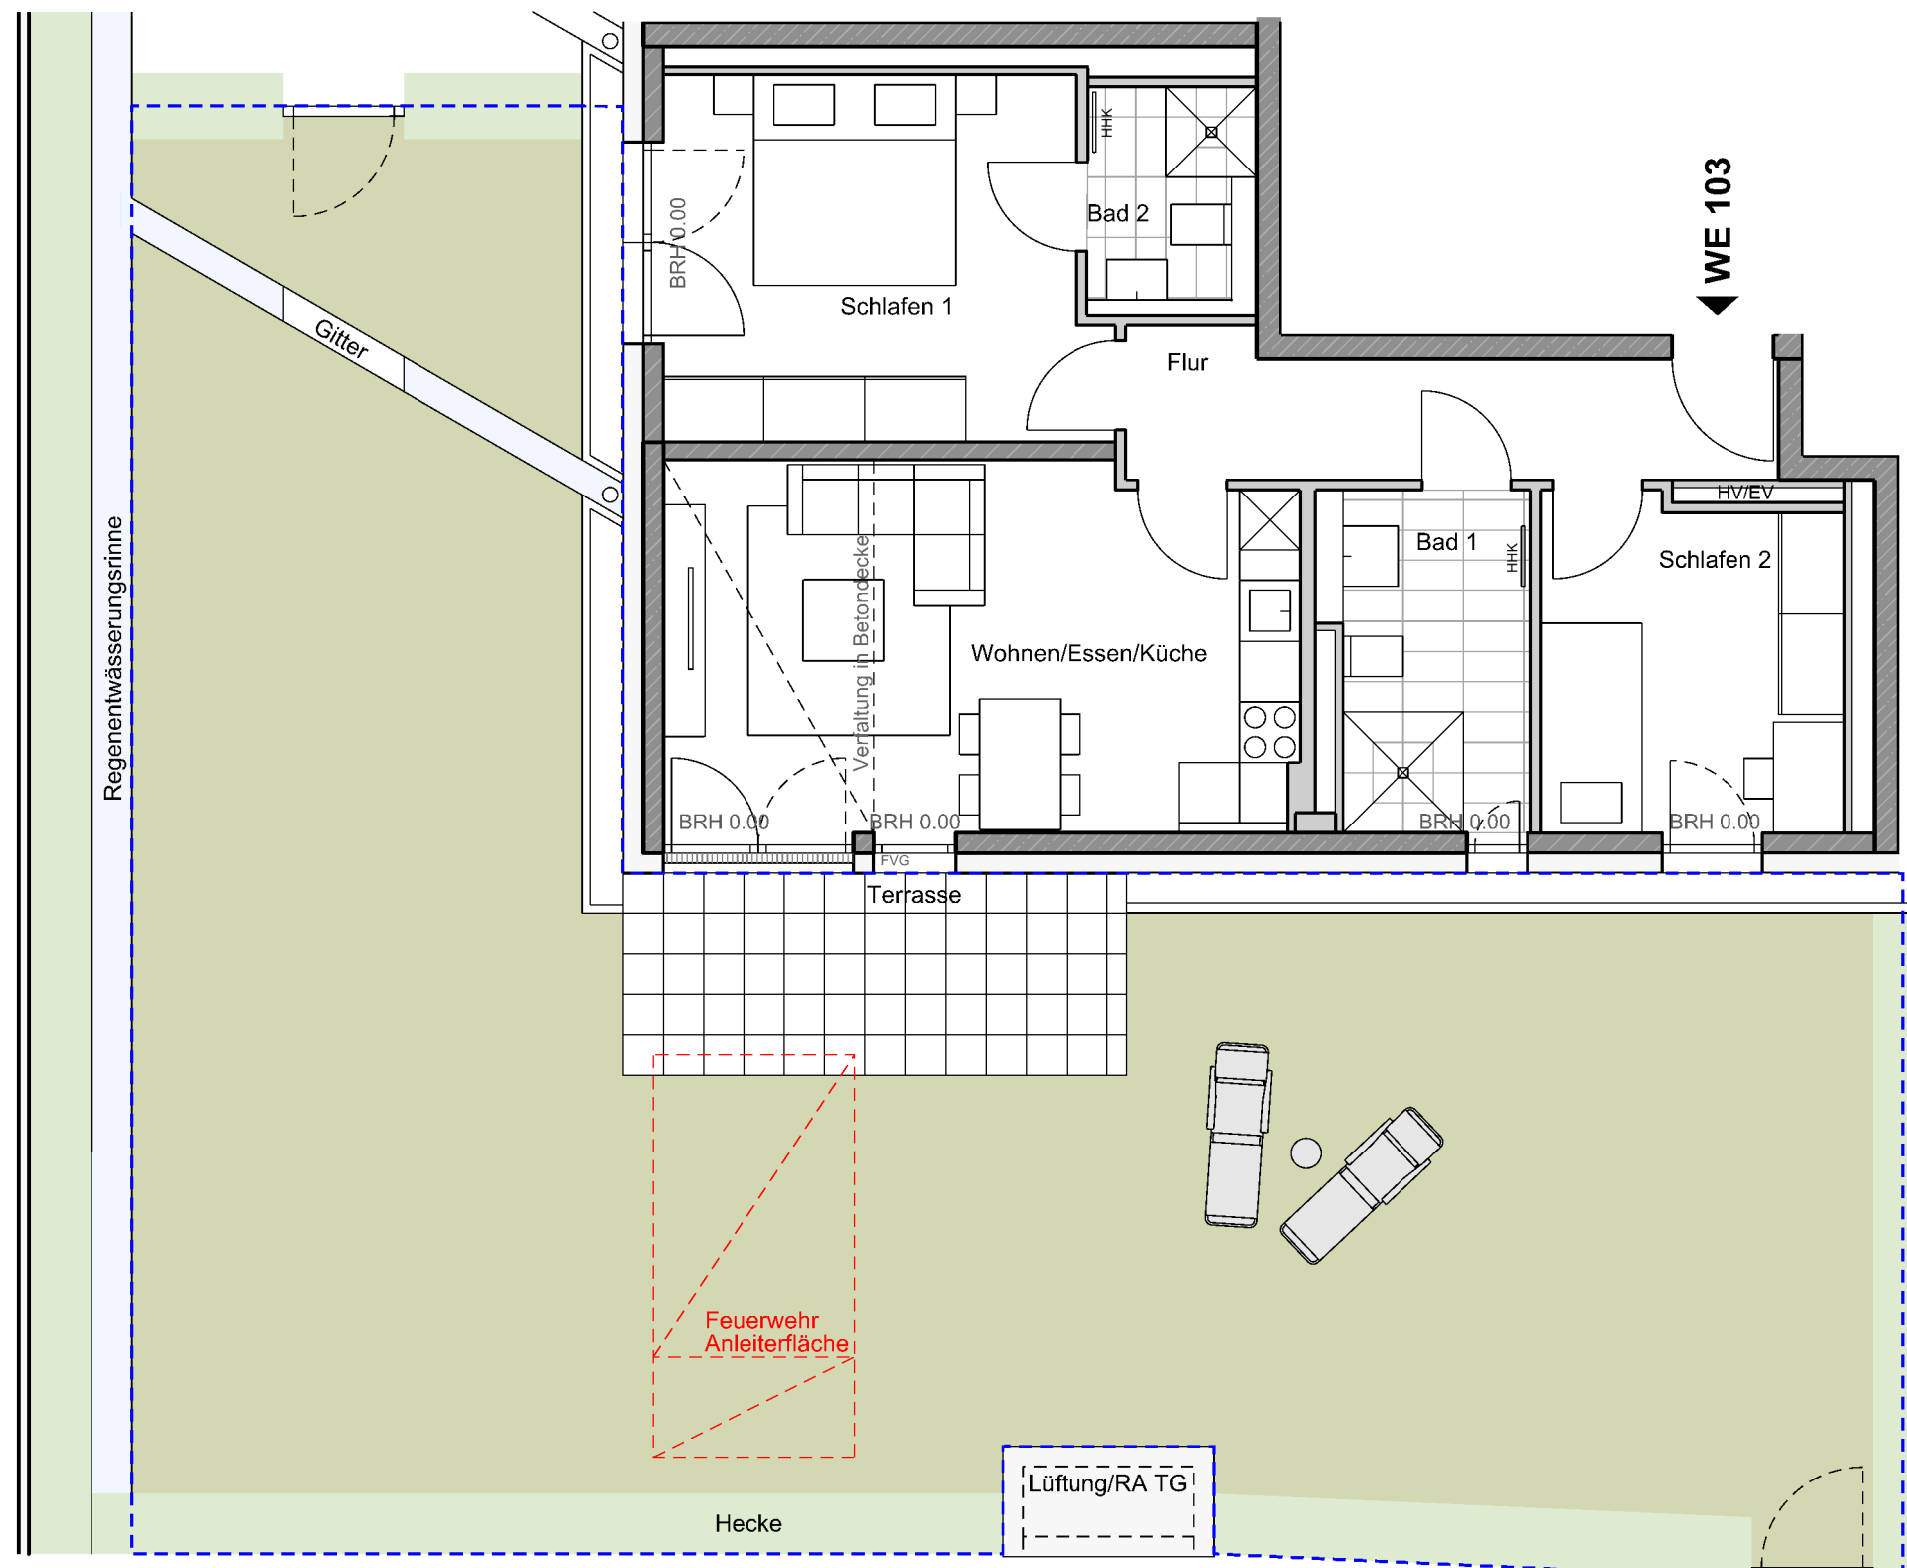 HHK
WE 103
Bad 2
BRH 0.00
Schlafen 1
Gitter
Flur
HV/EV
Bad 1
HHK
Schlafen 2
Regenentwässerungsrinne
Verfaltung in Betondecke
Wohnen/Essen/Küche
BRH 0.00
BRH 0.00
BRH 0.00
BRH 0.00
FVG
Terrasse
Feuerwehr
Anleiterfläche
Lüftung/RA TG
Hecke